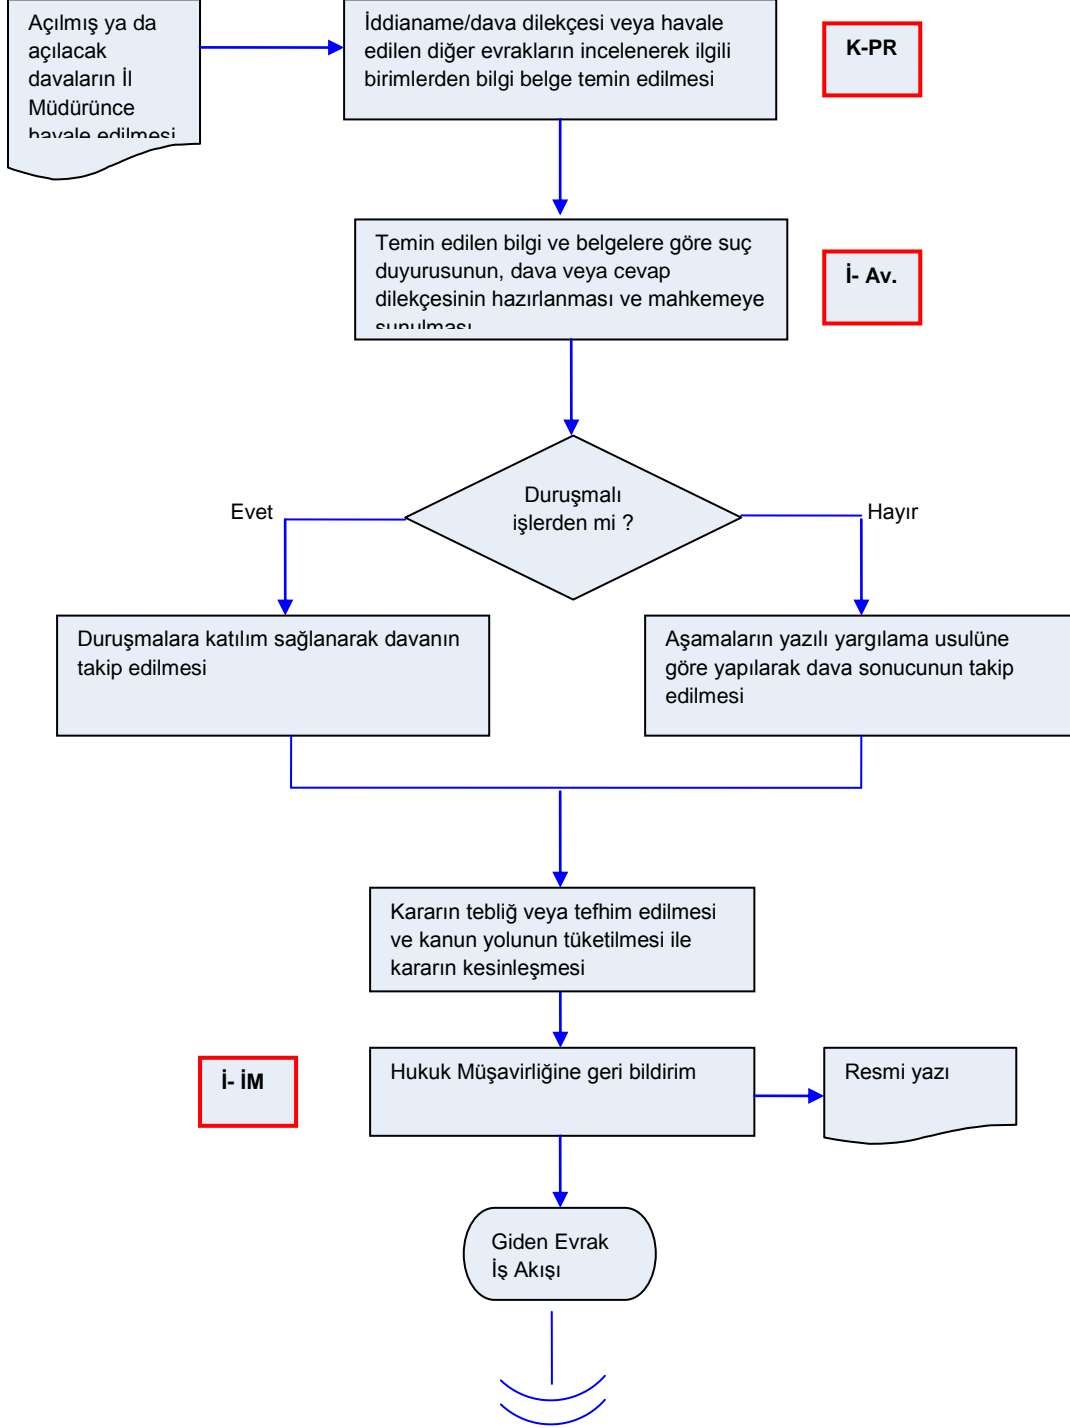 Açılmış ya da
açılacak
davaların İl
Müdürünce
havale edilmesi
İddianame/dava dilekçesi veya havale
edilen diğer evrakların incelenerek ilgili
birimlerden bilgi belge temin edilmesi
K-PR
Temin edilen bilgi ve belgelere göre suç
duyurusunun, dava veya cevap
dilekçesinin hazırlanması ve mahkemeye
sunulması
İ- Av.
Duruşmalı
işlerden mi ?
Evet
Hayır
Duruşmalara katılım sağlanarak davanın
takip edilmesi
Aşamaların yazılı yargılama usulüne
göre yapılarak dava sonucunun takip
edilmesi
Kararın tebliğ veya tefhim edilmesi
ve kanun yolunun tüketilmesi ile
kararın kesinleşmesi
İ- İM
Hukuk Müşavirliğine geri bildirim
Resmi yazı
Giden Evrak
İş Akışı